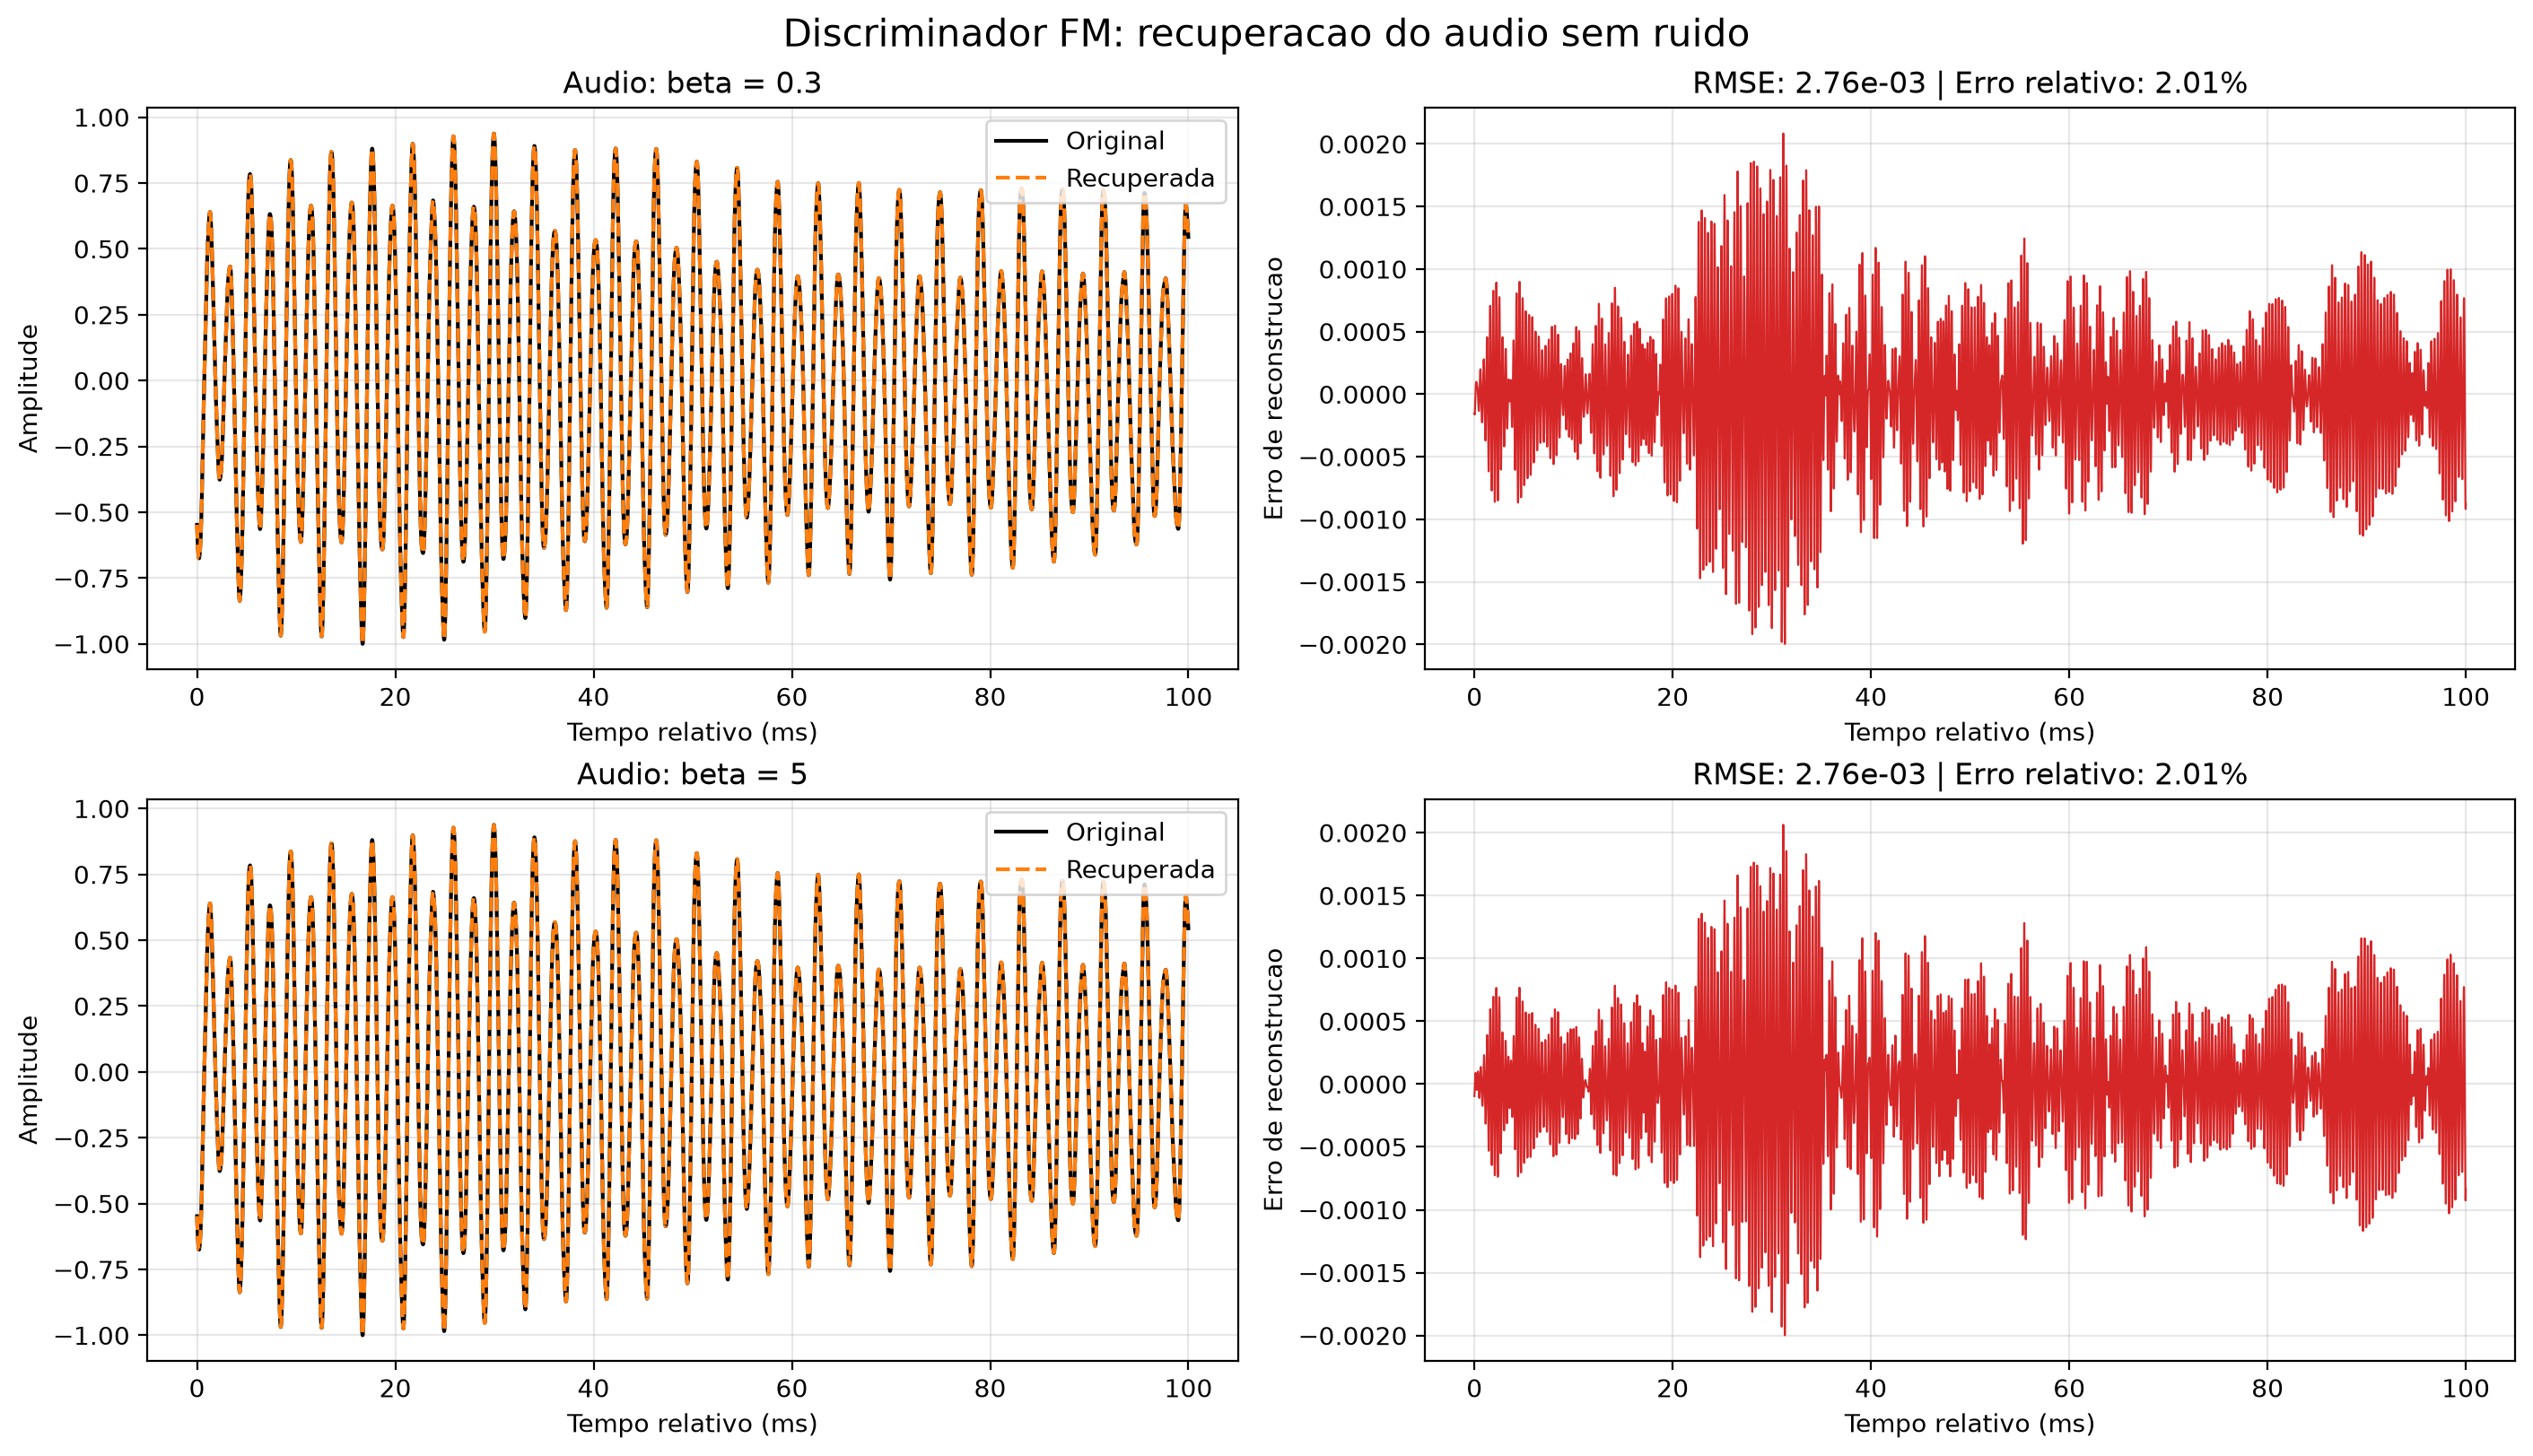 Discriminador FM: recuperacao do audio sem ruido
Audio: beta = 0.3
1.00
0.75
0.50
0.25
0.00
−0.25
−0.50
−0.75
−1.00
Amplitude
Original
Recuperada
0 20 40 60 80 100
Tempo relativo (ms)
RMSE: 2.76e-03 | Erro relativo: 2.01%
0.0020
0.0015
0.0010
0.0005
0.0000
−0.0005
−0.0010
−0.0015
−0.0020
Erro de reconstrucao
0 20 40 60 80 100
Tempo relativo (ms)
Audio: beta = 5
1.00
0.75
0.50
0.25
0.00
−0.25
−0.50
−0.75
−1.00
Amplitude
Original
Recuperada
0 20 40 60 80 100
Tempo relativo (ms)
RMSE: 2.76e-03 | Erro relativo: 2.01%
0.0020
0.0015
0.0010
0.0005
0.0000
−0.0005
−0.0010
−0.0015
−0.0020
Erro de reconstrucao
0 20 40 60 80 100
Tempo relativo (ms)